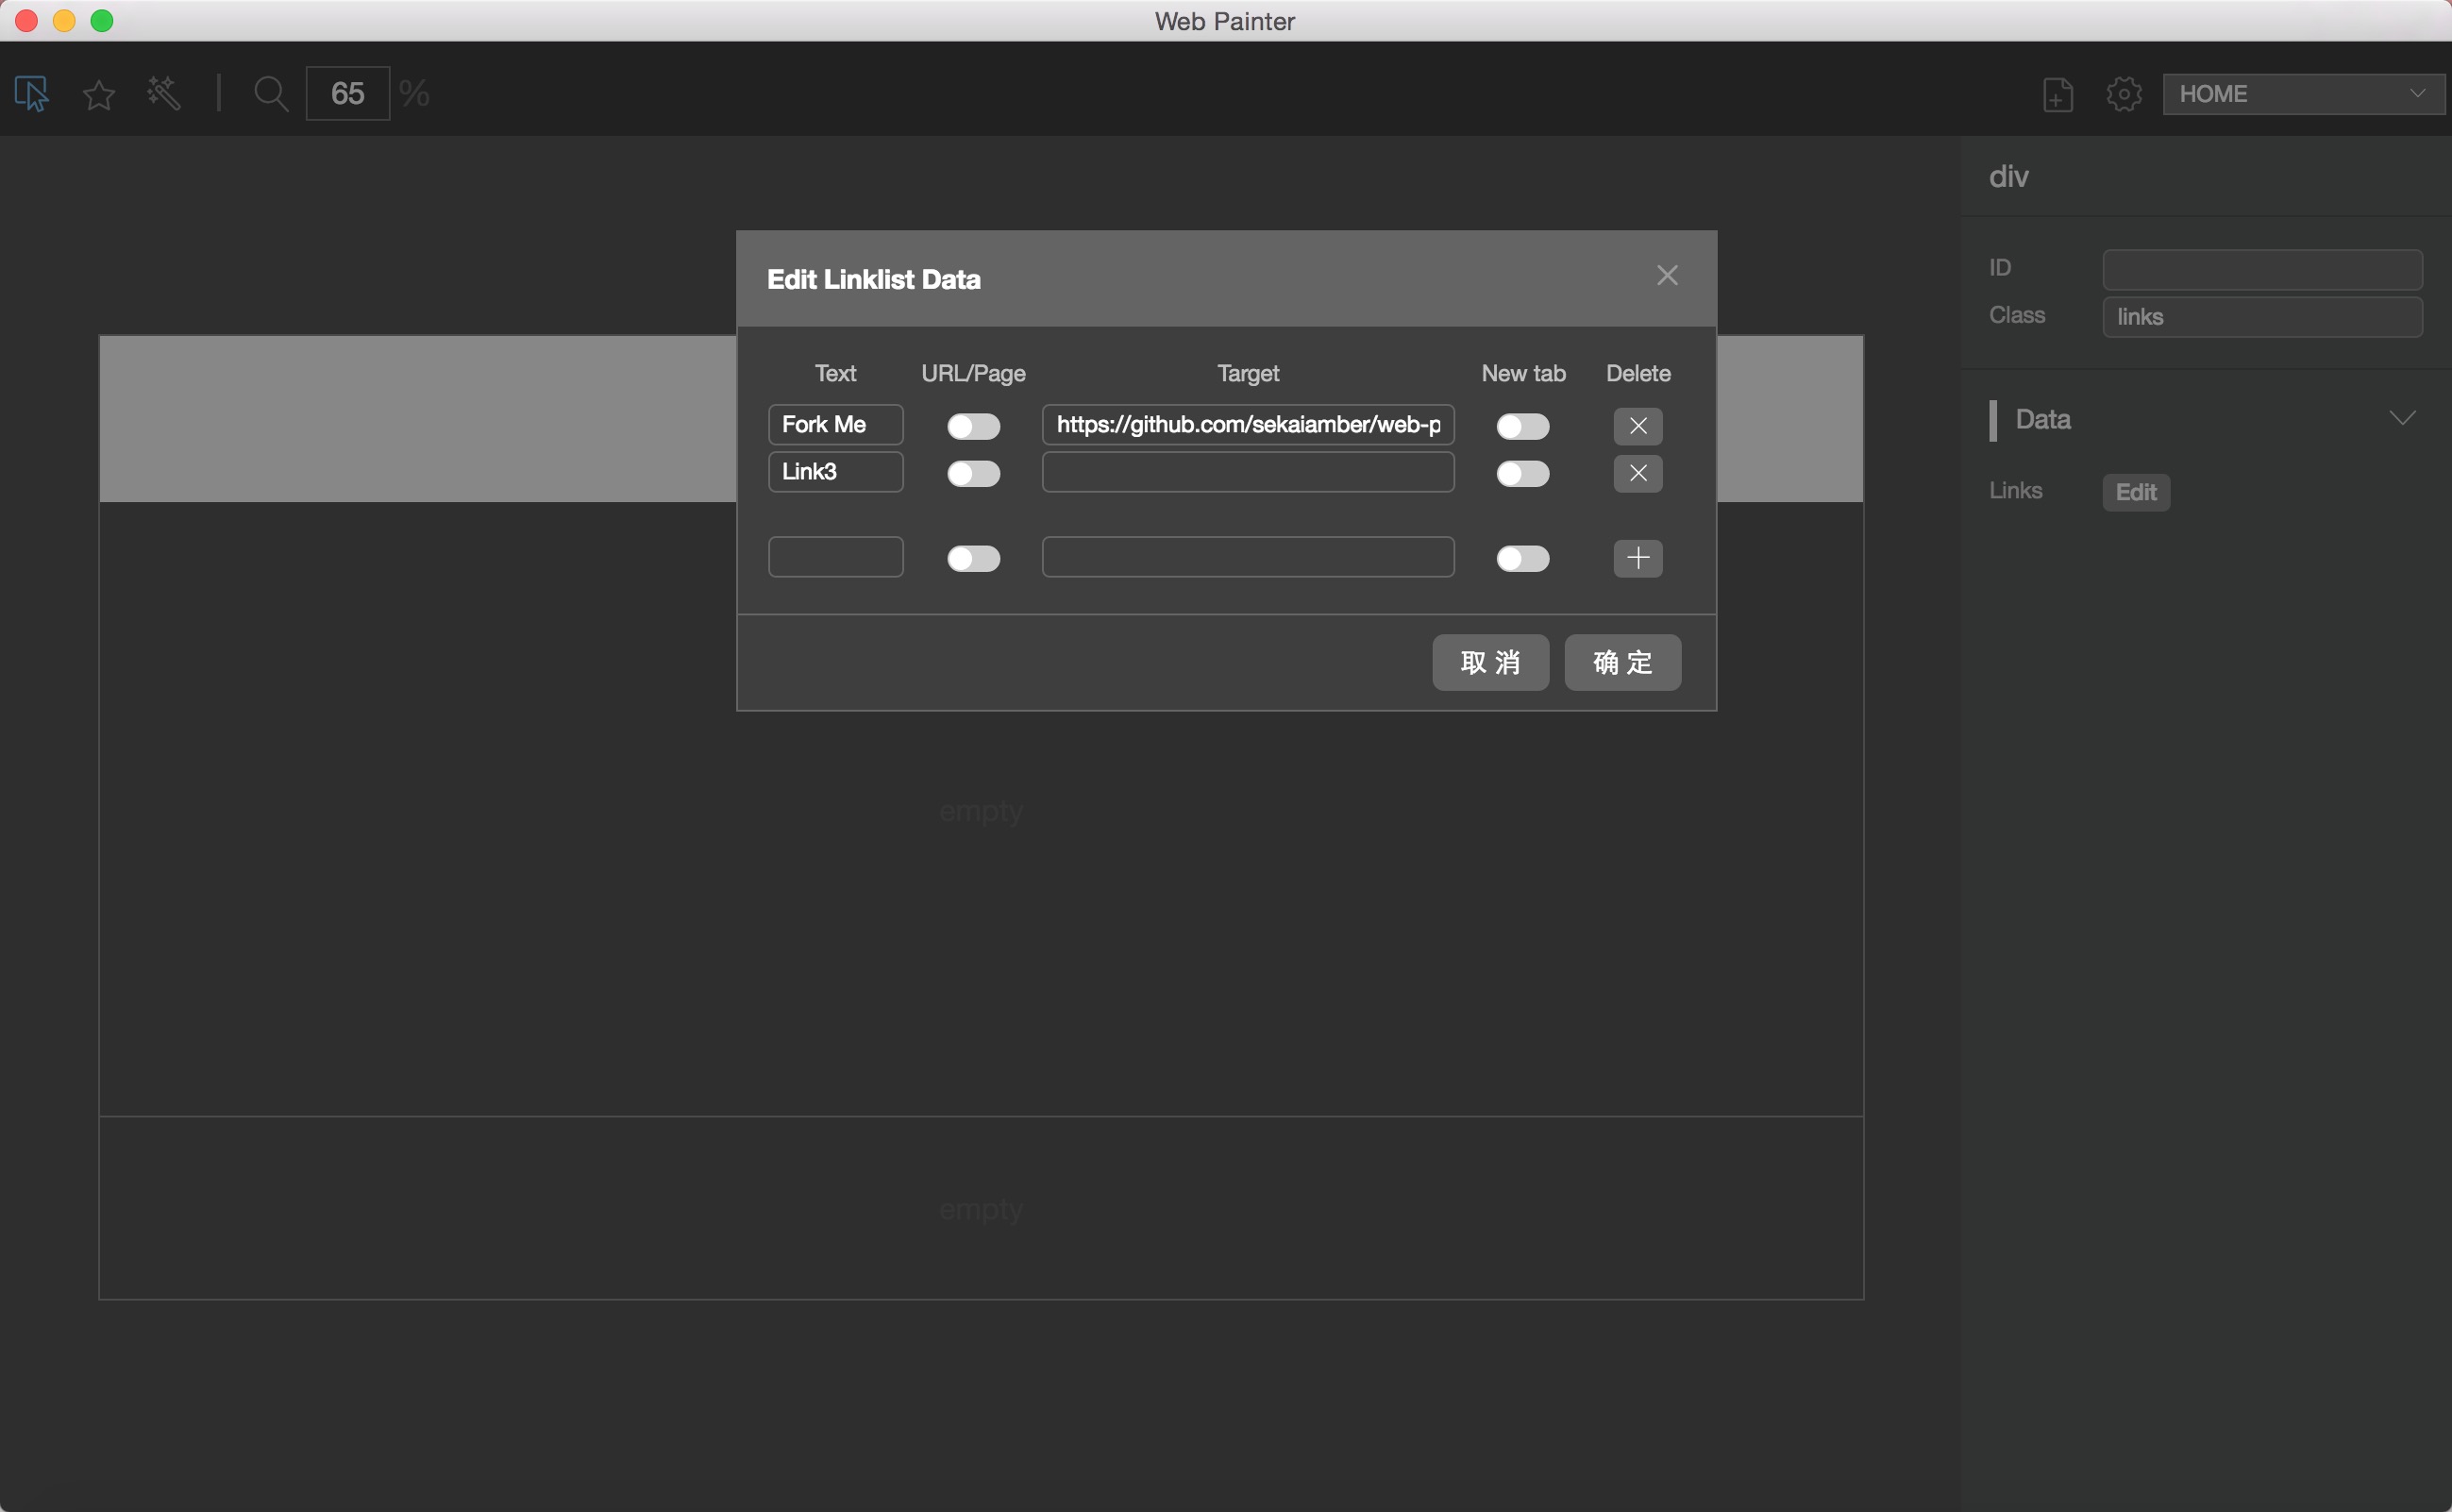 Web Painter
65 %
HOME
div
ID
Class links
Data
Links Edit
Edit Linklist Data
Text URL/Page Target New tab Delete
Fork Me https://github.com/sekaiamber/web-p
Link3
取 消 确 定
empty
empty